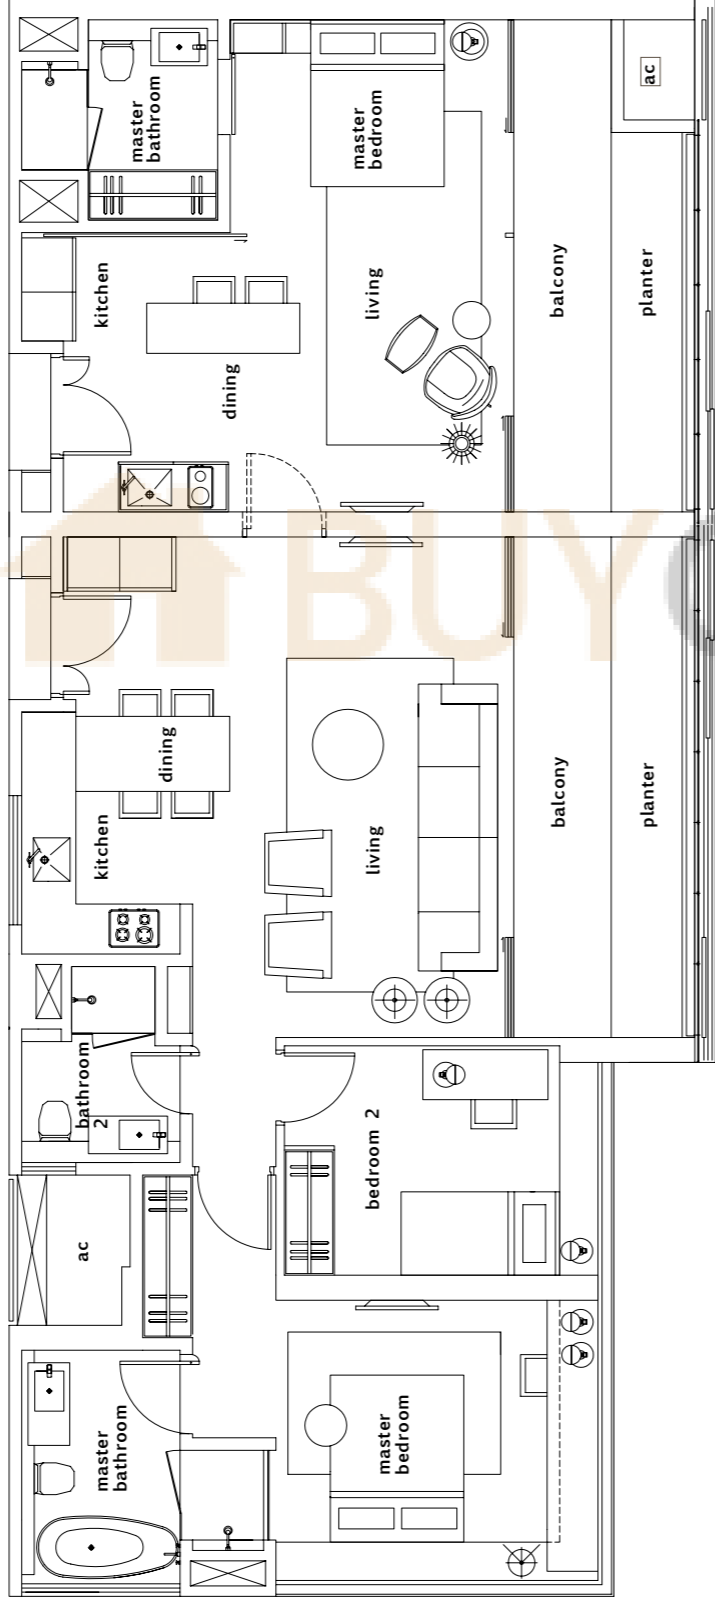 ac
master
bathroom
master
bedroom
kitchen
living
balcony
planter
dining
BUY
dining
kitchen
living
balcony
planter
bathroom
2
bedroom 2
ac
master
bathroom
master
bedroom